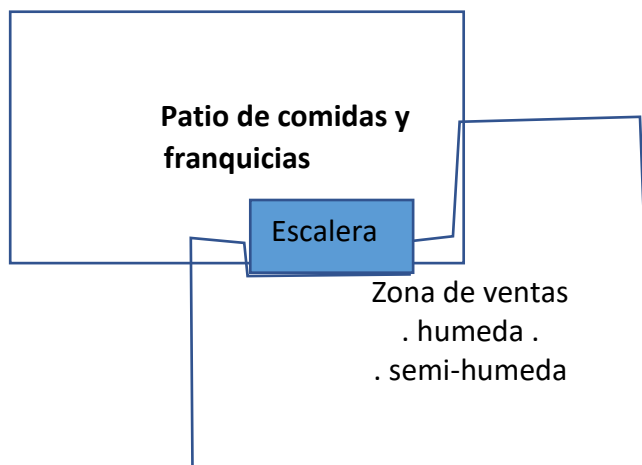 Patio de comidas y
franquicias
Escalera
Zona de ventas
. humeda .
. semi-humeda